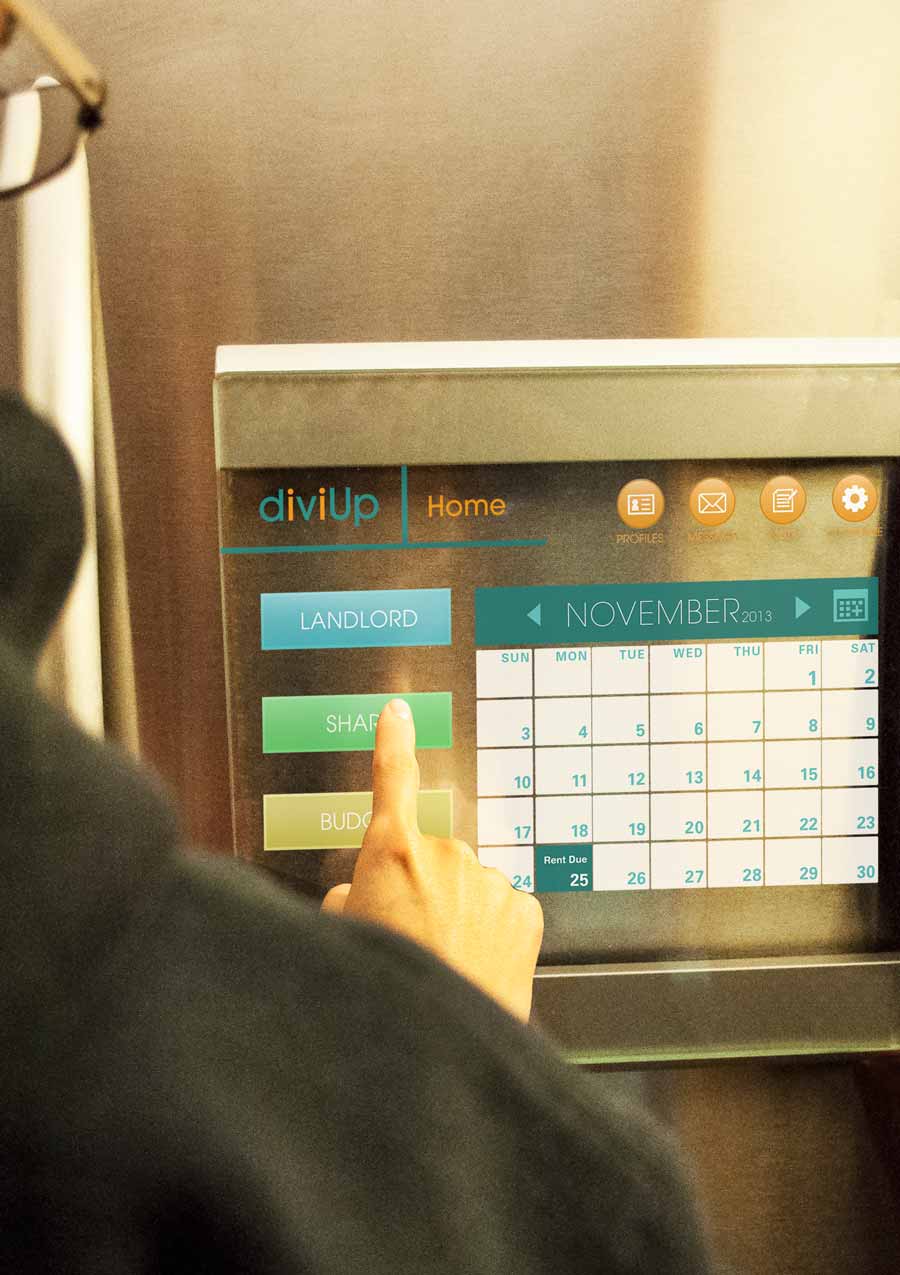 diviUp
Home
PROFILES
LANDLORD
SHAR
BUDG
NOVEMBER 2013
SUN MON TUE WED THU FRI SAT
1 2
3 4 5 6 7 8 9
10 11 12 13 14 15 16
17 18 19 20 21 22 23
Rent Due
24 25 26 27 28 29 30